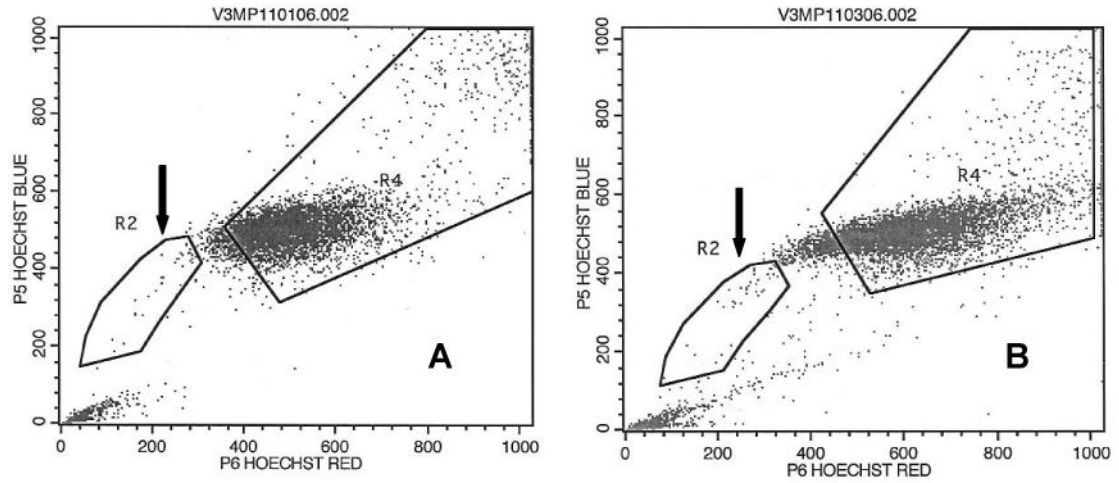 V3MP110106.002
P5 HOECHST BLUE
1000
800
600
400
200
0
R2
R4
A
0 200 400 600 800 1000
P6 HOECHST RED
V3MP110306.002
P5 HOECHST BLUE
1000
800
600
400
200
0
R2
R4
B
0 200 400 600 800 1000
P6 HOECHST RED